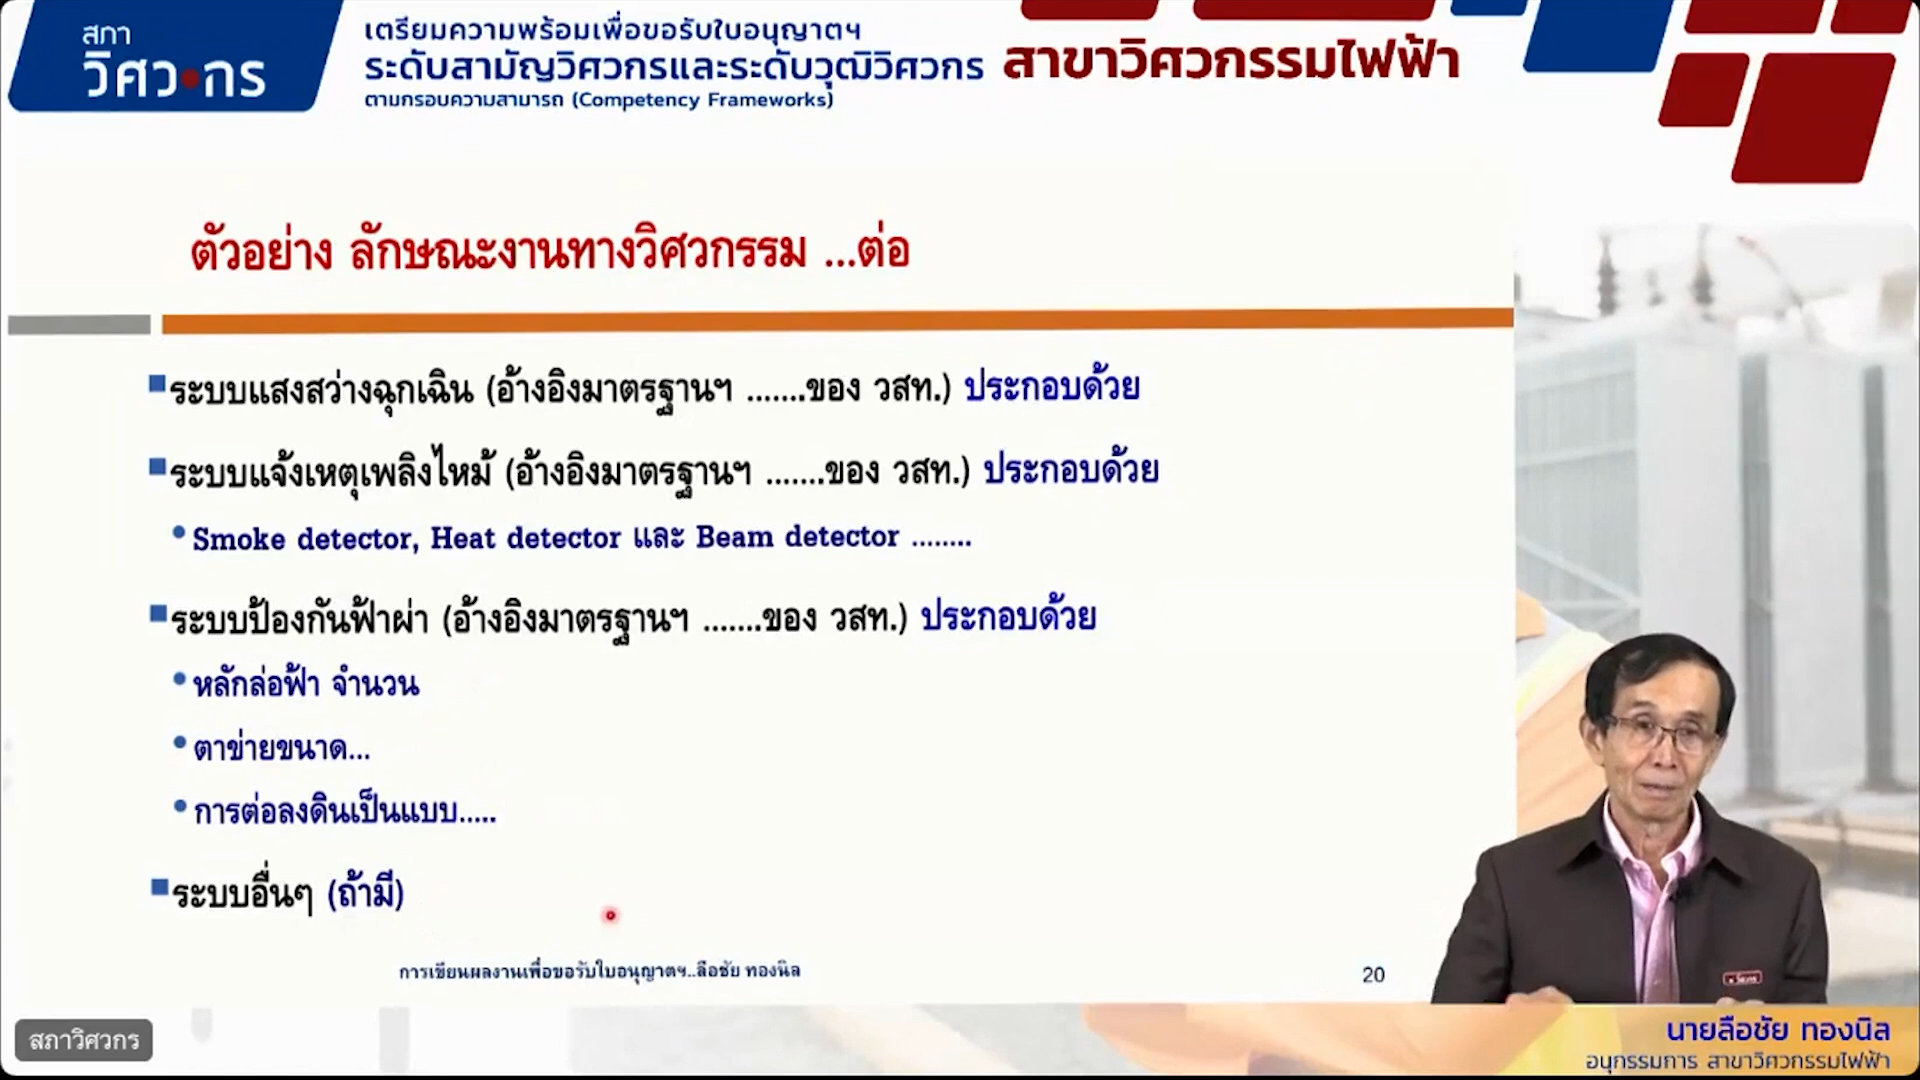 สภา
วิศวกร
เตรียมความพร้อมเพื่อขอรับใบอนุญาตฯ
ระดับสามัญวิศวกรและระดับวุฒิวิศวกร สาขาวิศวกรรมไฟฟ้า
ตามกรอบความสามารถ (Competency Frameworks)
ตัวอย่าง ลักษณะงานทางวิศวกรรม ...ต่อ
ระบบแสงสว่างฉุกเฉิน (อ้างอิงมาตรฐานฯ .......ของ วสท.) ประกอบด้วย
ระบบแจ้งเหตุเพลิงไหม้ (อ้างอิงมาตรฐานฯ .......ของ วสท.) ประกอบด้วย
Smoke detector, Heat detector และ Beam detector ........
ระบบป้องกันฟ้าผ่า (อ้างอิงมาตรฐานฯ .......ของ วสท.) ประกอบด้วย
หลักล่อฟ้า จำนวน
ตาข่ายขนาด...
การต่อลงดินเป็นแบบ.....
ระบบอื่นๆ (ถ้ามี)
การเขียนผลงานเพื่อขอรับใบอนุญาตฯ..ลือชัย ทองนิล
20
สภาวิศวกร
นายลือชัย ทองนิล
อนุกรรมการ สาขาวิศวกรรมไฟฟ้า